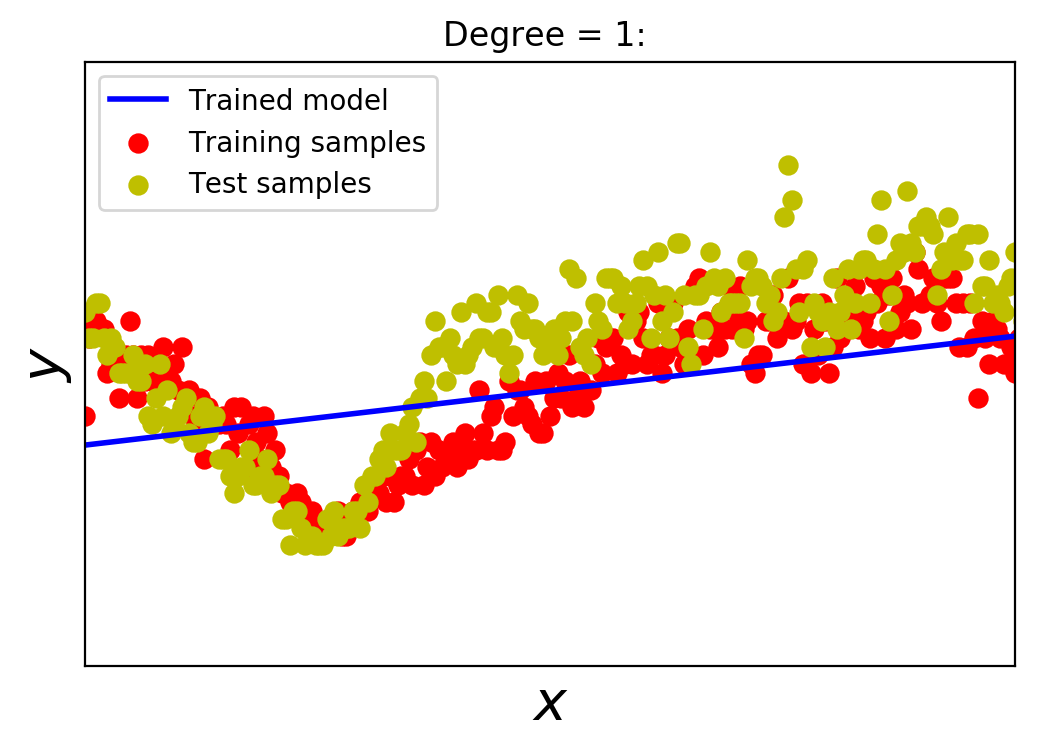 Degree = 1:
Trained model
Training samples
Test samples
y
x